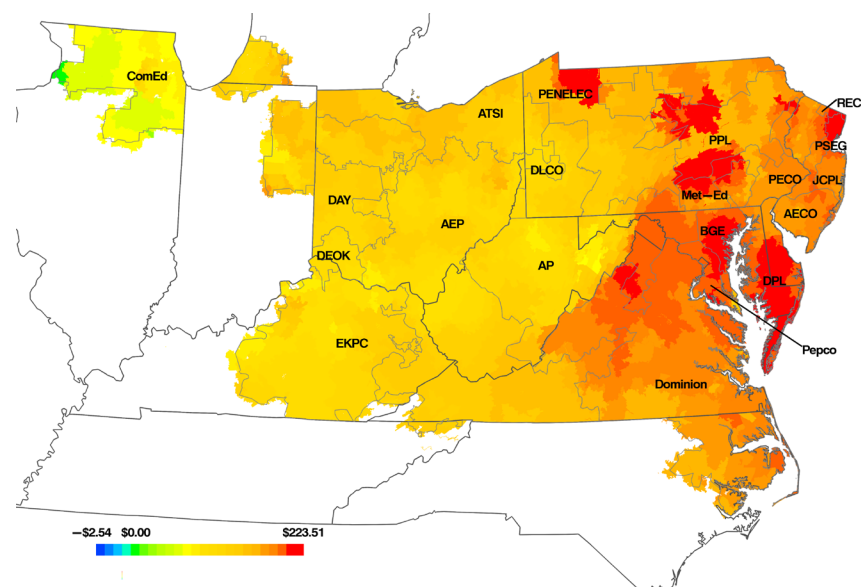 ComEd
PENELEC
REC
ATSI
PPL
PSEG
DLCO
PECO
JCPL
Met-Ed
DAY
AECO
AEP
BGE
DEOK
AP
DPL
EKPC
Pepco
Dominion
−$2.54 $0.00 $223.51